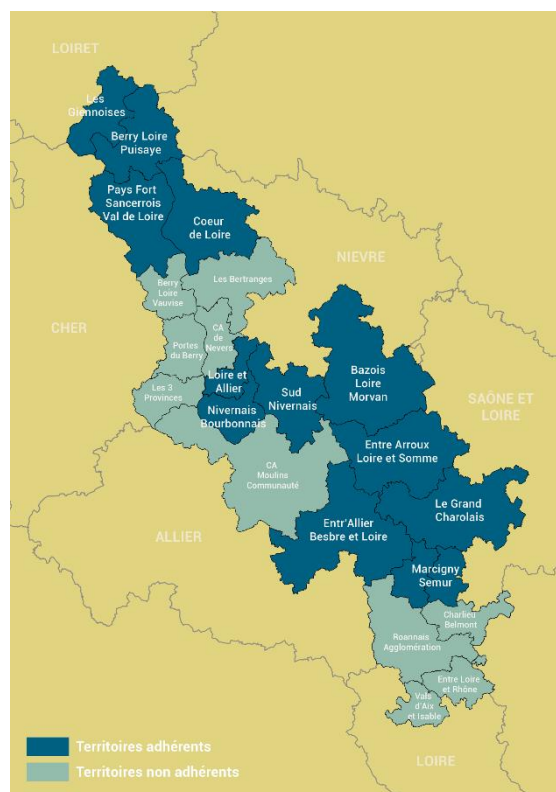 LOIRET
Les
Giennoises
Berry Loire
Puisaye
Pays Fort
Sancerrois
Val de Loire
Coeur
de Loire
NIEVRE
Les Bertranges
Berry
Loire
Vauvise
CHER
CA
de
Nevers
Portes
du Berry
Loire et
Allier
Les 3
Provinces
Nivernais
Bourbonnais
Sud
Nivernais
Bazois
Loire
Morvan
SAÔNE ET
LOIRE
Entre Arroux
Loire et Somme
CA
Moulins
Communauté
Le Grand
Charolais
ALLIER
Entr'Allier
Besbre et Loire
Marcigny
Semur
Charlieu
Belmont
Roannais
Agglomération
Entre Loire
et Rhône
Vals
d'Aix
et Isable
LOIRE
Territoires adhérents
Territoires non adhérents